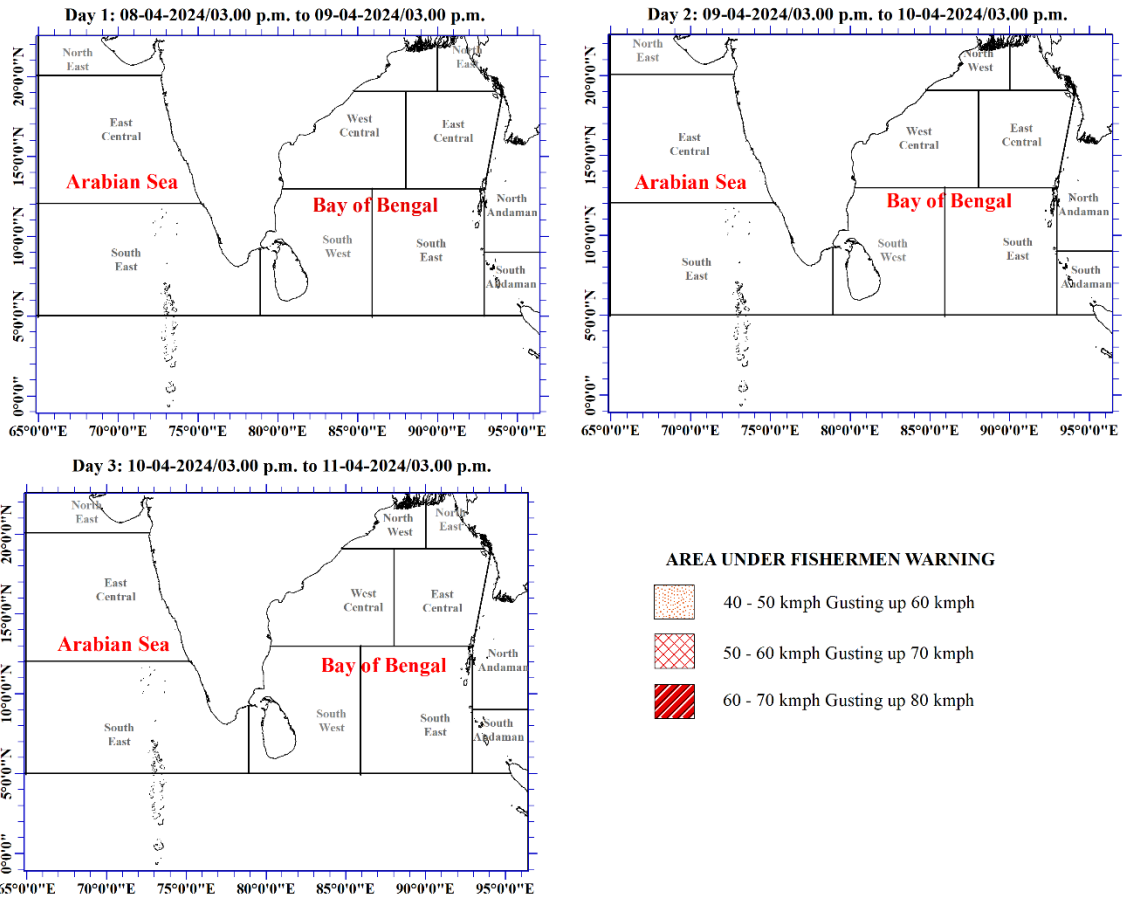 Day 1: 08-04-2024/03.00 p.m. to 09-04-2024/03.00 p.m.
North
East
North
East
20°0'0"N
15°0'0"N
10°0'0"N
5°0'0"N
0°0'0"
East
Central
West
Central
East
Central
Arabian Sea
Bay of Bengal
North
Andaman
South
East
South
West
South
East
South
Andaman
65°0'0"E 70°0'0"E 75°0'0"E 80°0'0"E 85°0'0"E 90°0'0"E 95°0'0"E
Day 2: 09-04-2024/03.00 p.m. to 10-04-2024/03.00 p.m.
North
East
North
West
20°0'0"N
15°0'0"N
10°0'0"N
5°0'0"N
0°0'0"
East
Central
West
Central
East
Central
Arabian Sea
Bay of Bengal
North
Andaman
South
East
South
West
South
East
South
Andaman
65°0'0"E 70°0'0"E 75°0'0"E 80°0'0"E 85°0'0"E 90°0'0"E 95°0'0"E
Day 3: 10-04-2024/03.00 p.m. to 11-04-2024/03.00 p.m.
North
East
North
West
North
East
20°0'0"N
15°0'0"N
10°0'0"N
5°0'0"N
0°0'0"
East
Central
West
Central
East
Central
Arabian Sea
Bay of Bengal
North
Andaman
South
East
South
West
South
East
South
Andaman
65°0'0"E 70°0'0"E 75°0'0"E 80°0'0"E 85°0'0"E 90°0'0"E 95°0'0"E
AREA UNDER FISHERMEN WARNING
40 - 50 kmph Gusting up 60 kmph
50 - 60 kmph Gusting up 70 kmph
60 - 70 kmph Gusting up 80 kmph